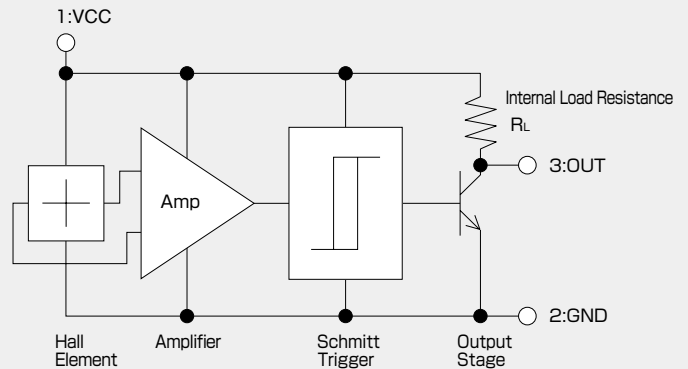 1:VCC
Internal Load Resistance
RL
3:OUT
Amp
2:GND
Hall
Element
Amplifier
Schmitt
Trigger
Output
Stage